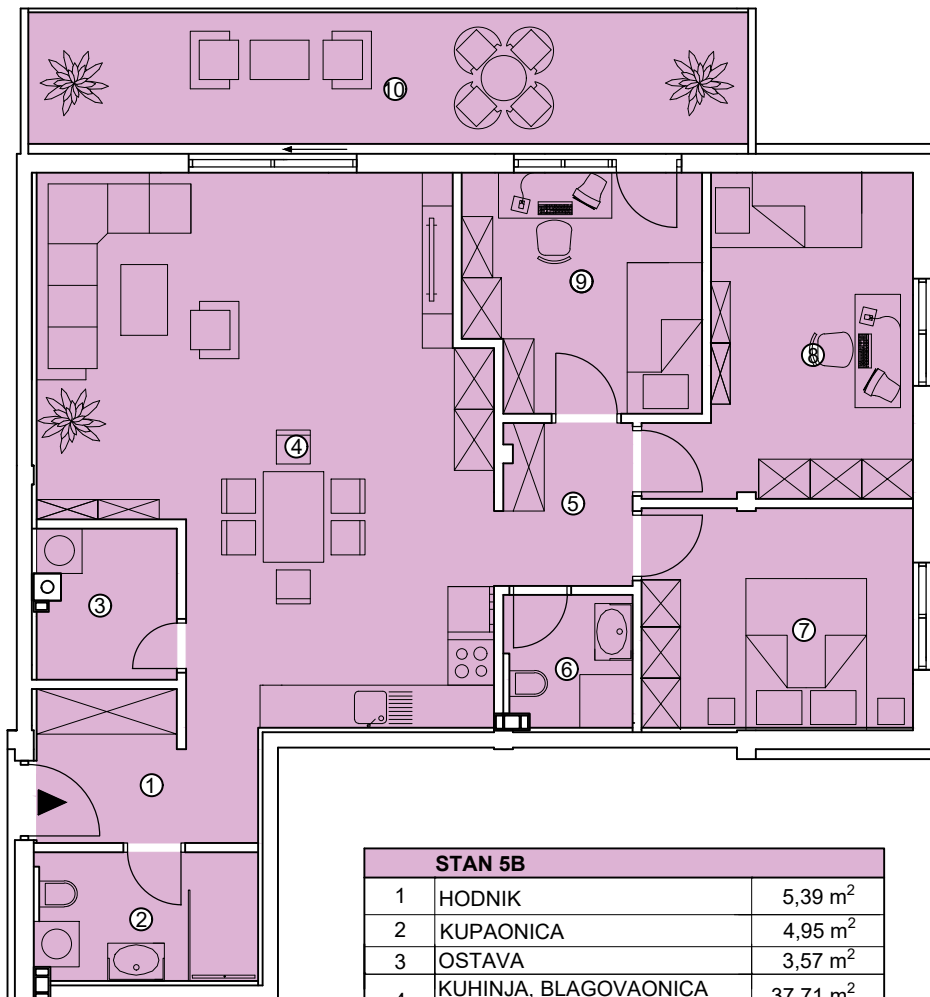 10
9
8
4
5
3
7
6
1
2
STAN 5B
1 HODNIK 5,39 m²
2 KUPAONICA 4,95 m²
3 OSTAVA 3,57 m²
4 KUHINJA, BLAGOVAONICA 37,71 m²